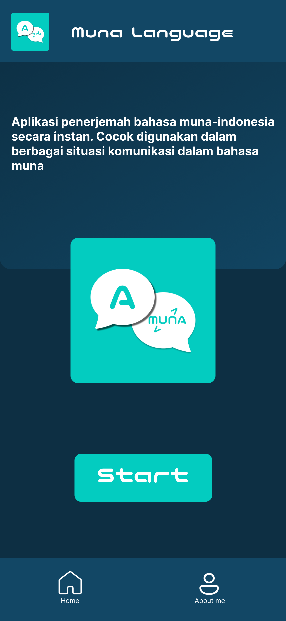 Muna Language
Aplikasi penerjemah bahasa muna-indonesia
secara instan. Cocok digunakan dalam
berbagai situasi komunikasi dalam bahasa
muna
A
MUNA
Start
Home
About me